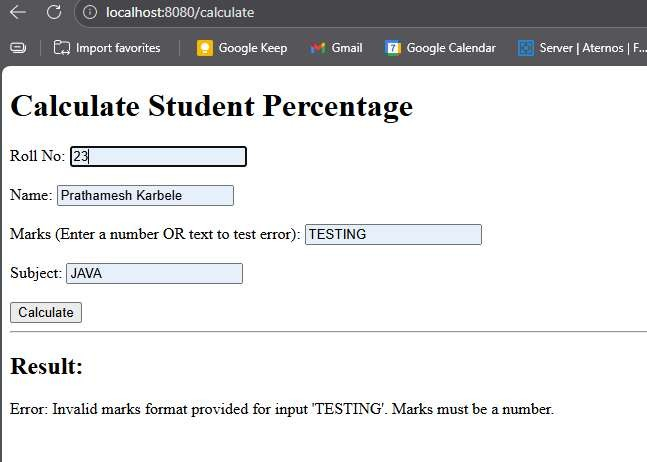 localhost:8080/calculate
Import favorites Google Keep Gmail 7 Google Calendar Server | Aternos | F...
Calculate Student Percentage
Roll No: 23
Name: Prathamesh Karbele
Marks (Enter a number OR text to test error): TESTING
Subject: JAVA
Calculate
Result:
Error: Invalid marks format provided for input 'TESTING'. Marks must be a number.